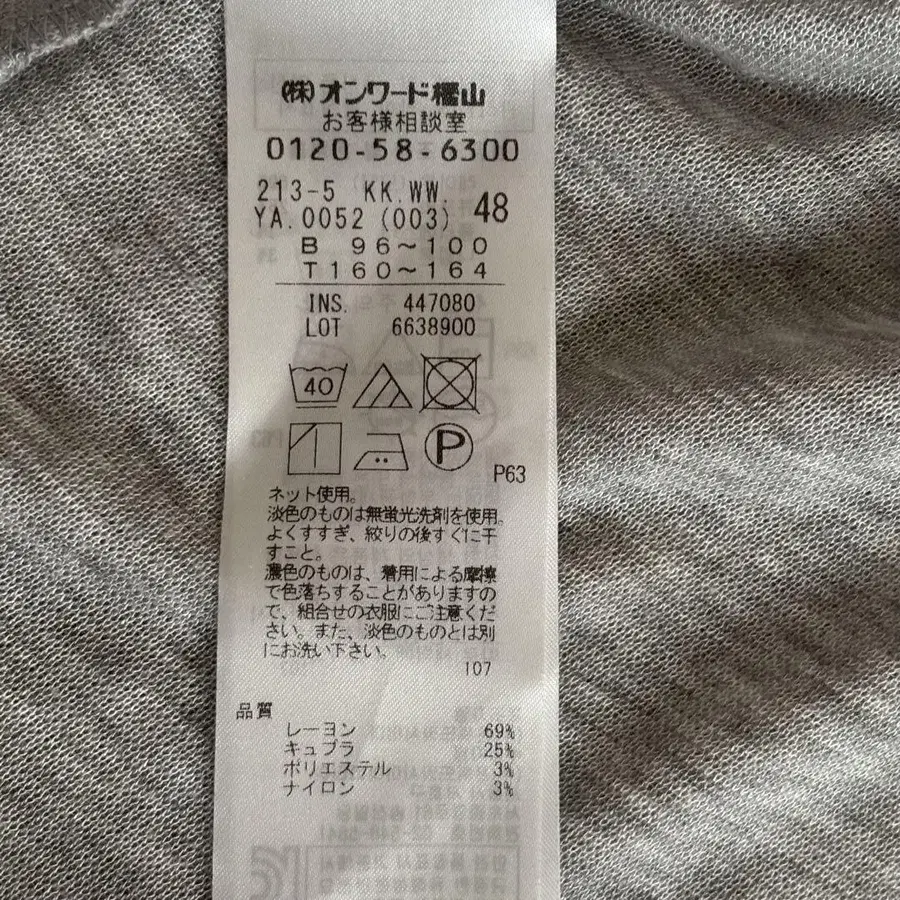 (株)オンワード樫山
お客様相談室
0120-58-6300
213-5 KK.WW.
YA.0052 (003) 48
B 96～100
T160～164
INS. 447080
LOT 6638900
40
P
P63
ネット使用。
淡色のものは無蛍光洗剤を使用。
よくすすぎ、絞りの後すぐに干
すこと。
濃色のものは、着用による摩擦
で色落ちすることがありますの
で、組合せの衣服にご注意くだ
さい。また、淡色のものとは別
にお洗い下さい。
107
品質
レーヨン 69%
キュプラ 25%
ポリエステル 3%
ナイロン 3%